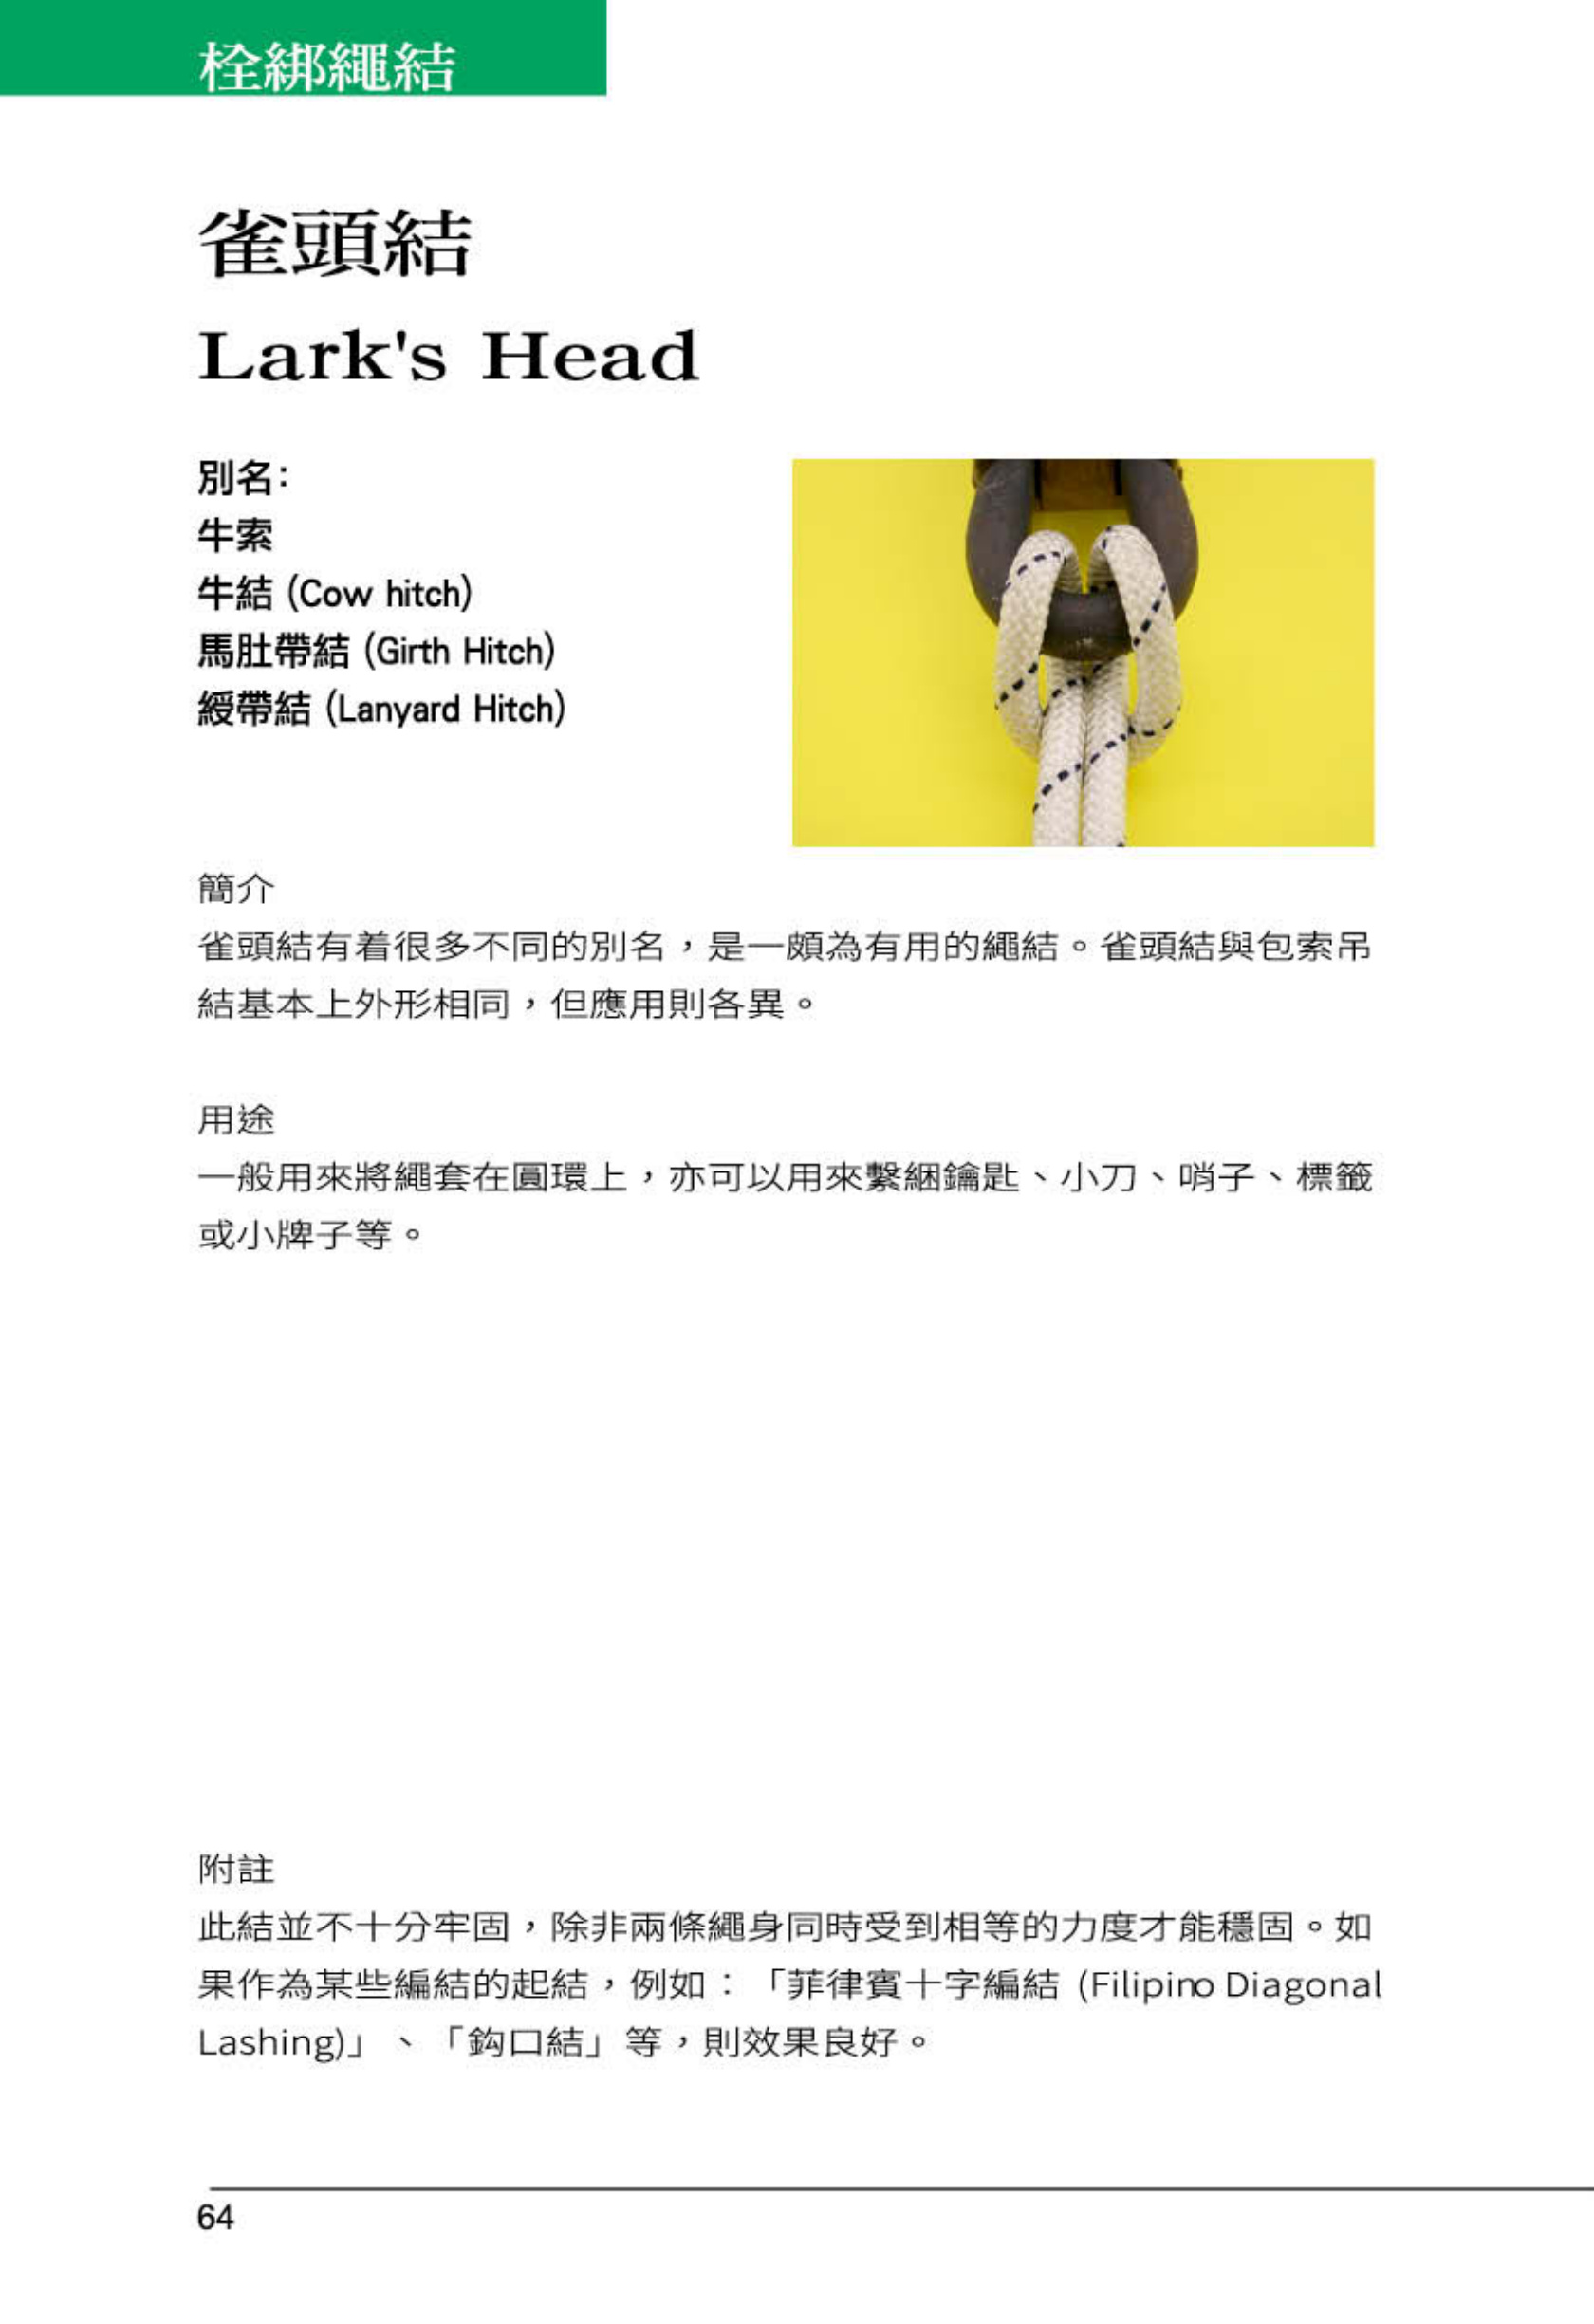 栓綁繩結
雀頭結
Lark's Head
別名：
牛索
牛結 (Cow hitch)
馬肚帶結 (Girth Hitch)
綬帶結 (Lanyard Hitch)
簡介
雀頭結有着很多不同的別名，是一頗為有用的繩結。雀頭結與包索吊
結基本上外形相同，但應用則各異。
用途
一般用來將繩套在圓環上，亦可以用來繫綑鑰匙、小刀、哨子、標籤
或小牌子等。
附註
此結並不十分牢固，除非兩條繩身同時受到相等的力度才能穩固。如
果作為某些編結的起結，例如：「菲律賓十字編結 (Filipino Diagonal
Lashing)」、「鈎口結」等，則效果良好。
64